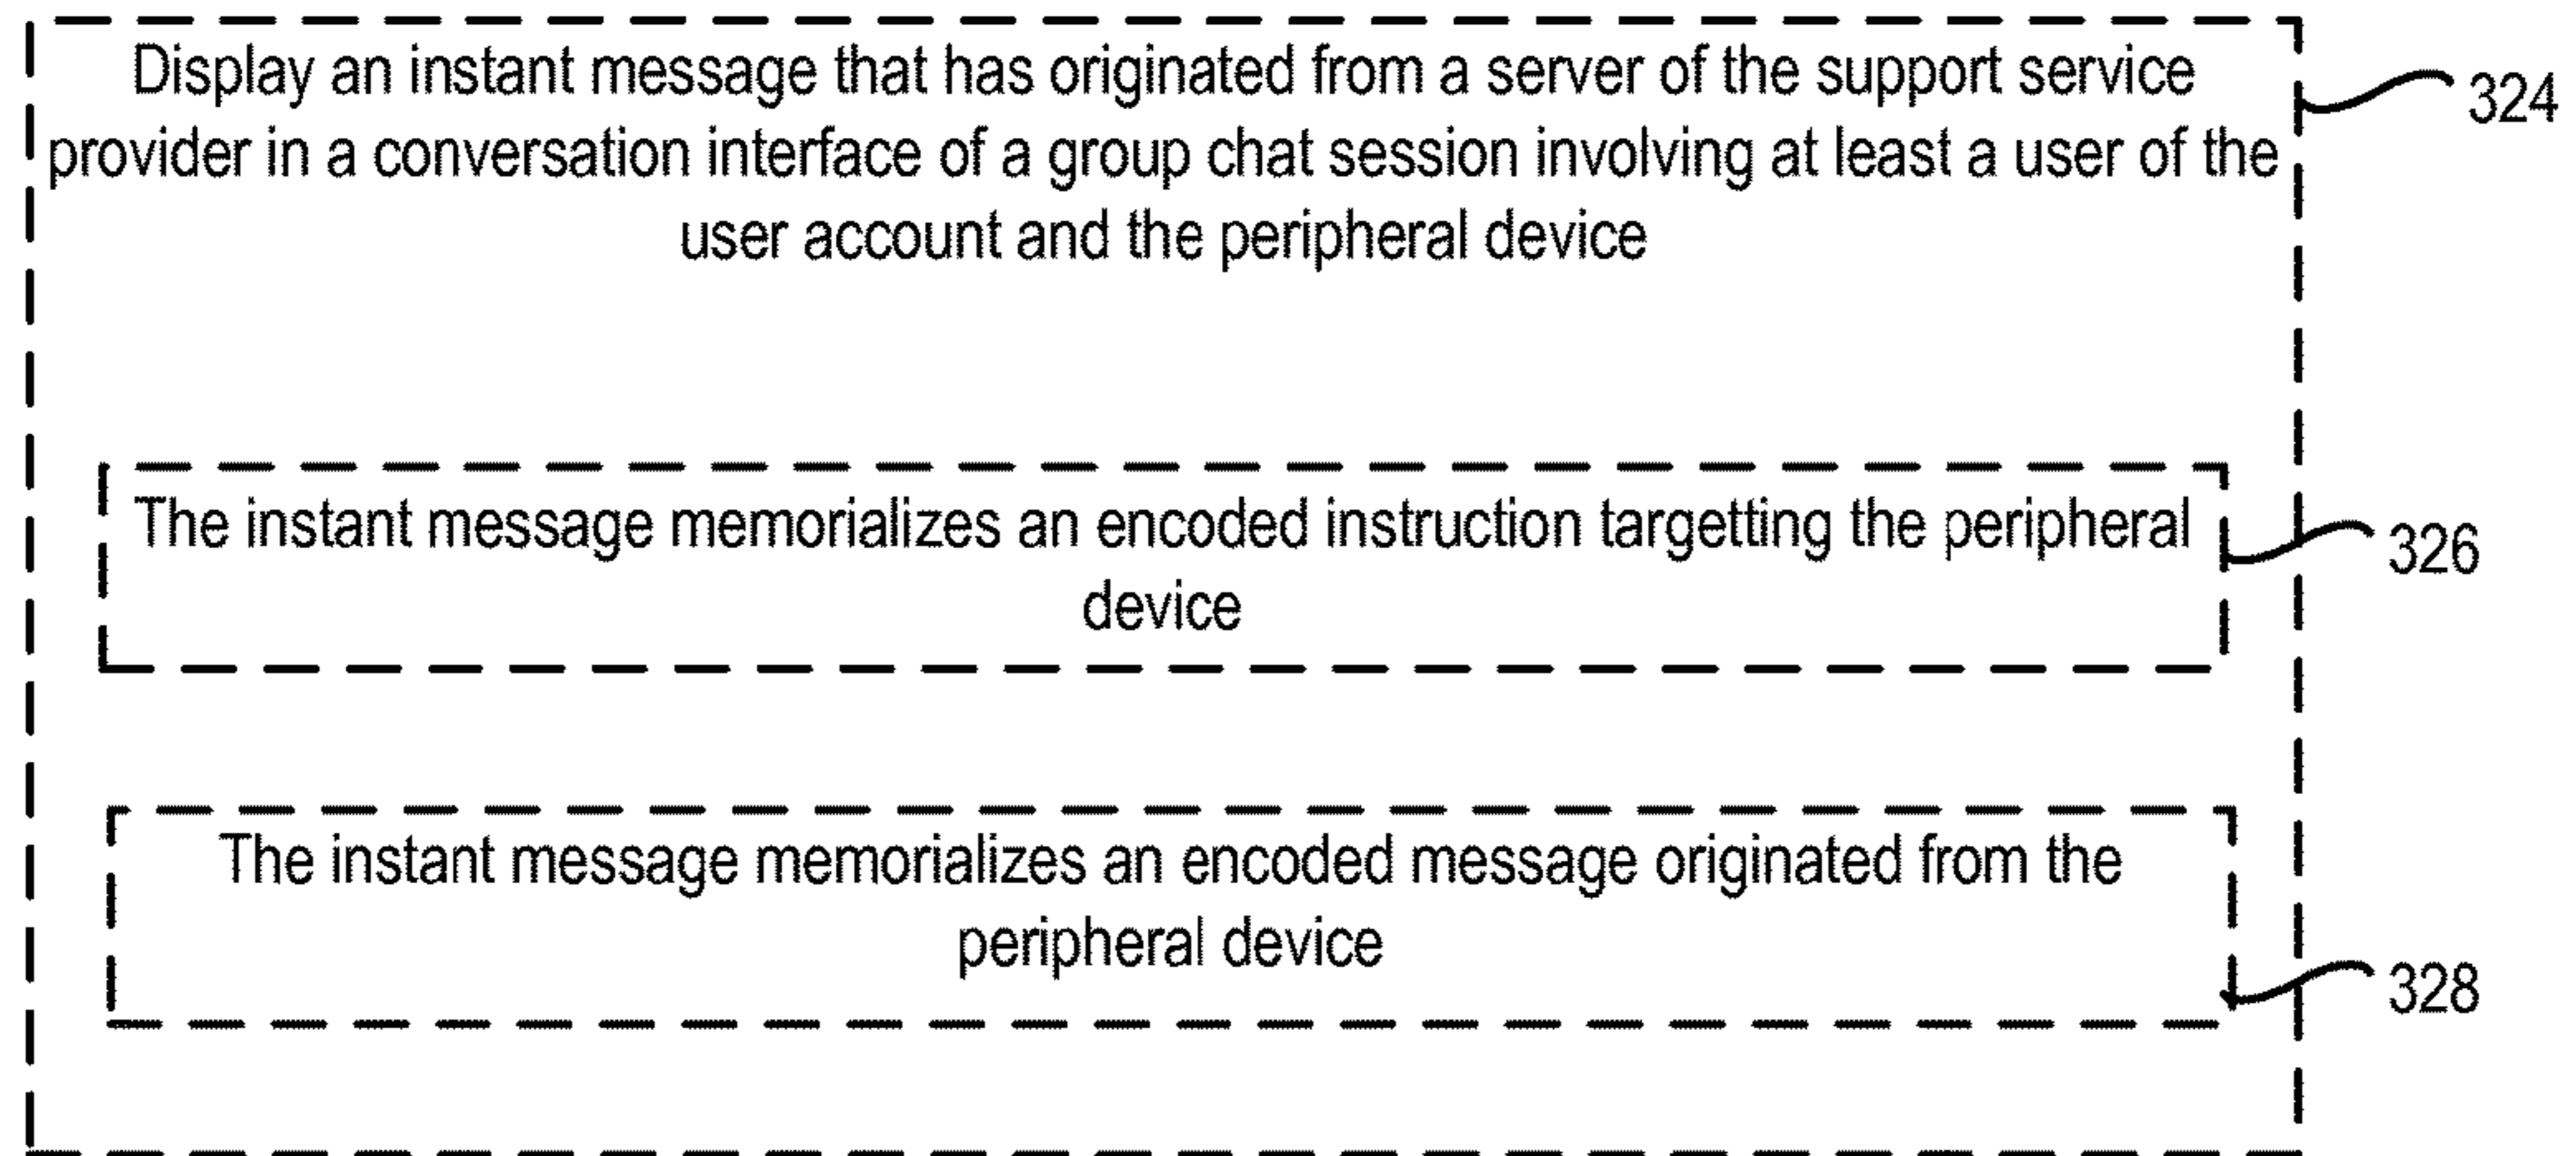 Display an instant message that has originated from a server of the support service
324
provider in a conversation interface of a group chat session involving at least a user of the
user account and the peripheral device
The instant message memorializes an encoded instruction targetting the peripheral
326
device
The instant message memorializes an encoded message originated from the
peripheral device
328